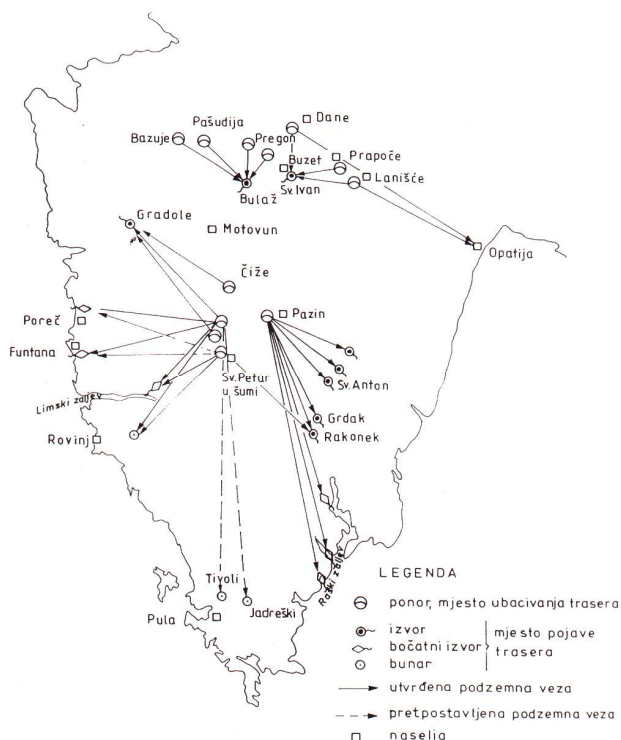 Dane
Pašudija
Bazuje
Pregon
Buzet
Prapoče
Lanišće
Sv. Ivan
Bulaž
Gradole
Motovun
Opatija
Čiže
Pazin
Poreč
Funtana
Sv. Petar
u šumi
Sv. Anton
Limski zaljev
Grdak
Rovinj
Rakonek
Raški zaljev
Tivoli
Jadreški
Pula
LEGENDA
ponor, mjesto ubacivanja trasera
izvor
bočatni izvor
bunar
mjesto pojave
trasera
utvrđena podzemna veza
pretpostavljena podzemna veza
naselja